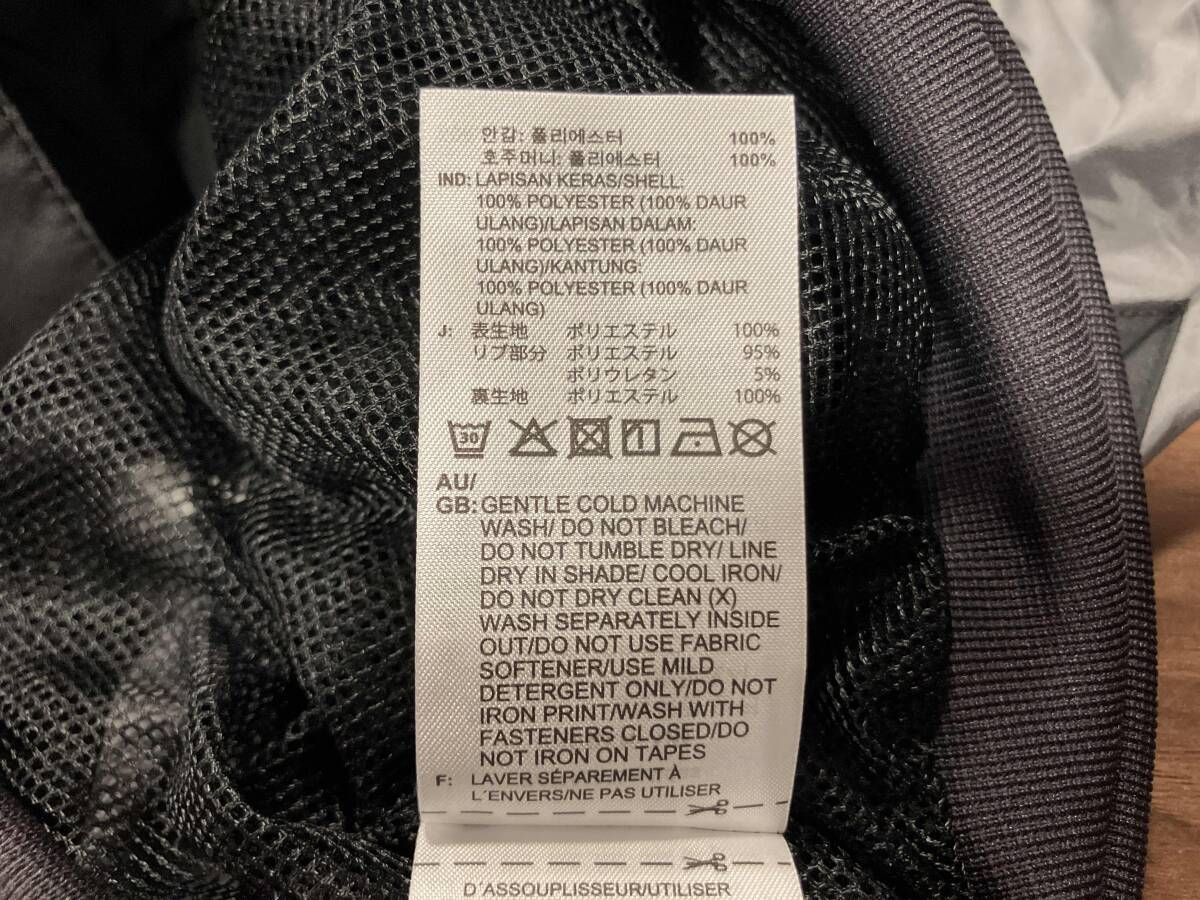 안감: 폴리에스터 100%
호주머니: 폴리에스터 100%
IND: LAPISAN KERAS/SHELL:
100% POLYESTER (100% DAUR
ULANG)/LAPISAN DALAM:
100% POLYESTER (100% DAUR
ULANG)/KANTUNG:
100% POLYESTER (100% DAUR
ULANG)
J: 表生地 ポリエステル 100%
リブ部分 ポリエステル 95%
ポリウレタン 5%
裏生地 ポリエステル 100%
30
AU/
GB: GENTLE COLD MACHINE
WASH/ DO NOT BLEACH/
DO NOT TUMBLE DRY/ LINE
DRY IN SHADE/ COOL IRON/
DO NOT DRY CLEAN (X)
WASH SEPARATELY INSIDE
OUT/DO NOT USE FABRIC
SOFTENER/USE MILD
DETERGENT ONLY/DO NOT
IRON PRINT/WASH WITH
FASTENERS CLOSED/DO
NOT IRON ON TAPES
F: LAVER SÉPAREMENT À
L´ENVERS/NE PAS UTILISER
D´ASSOUPLISSEUR/UTILISER